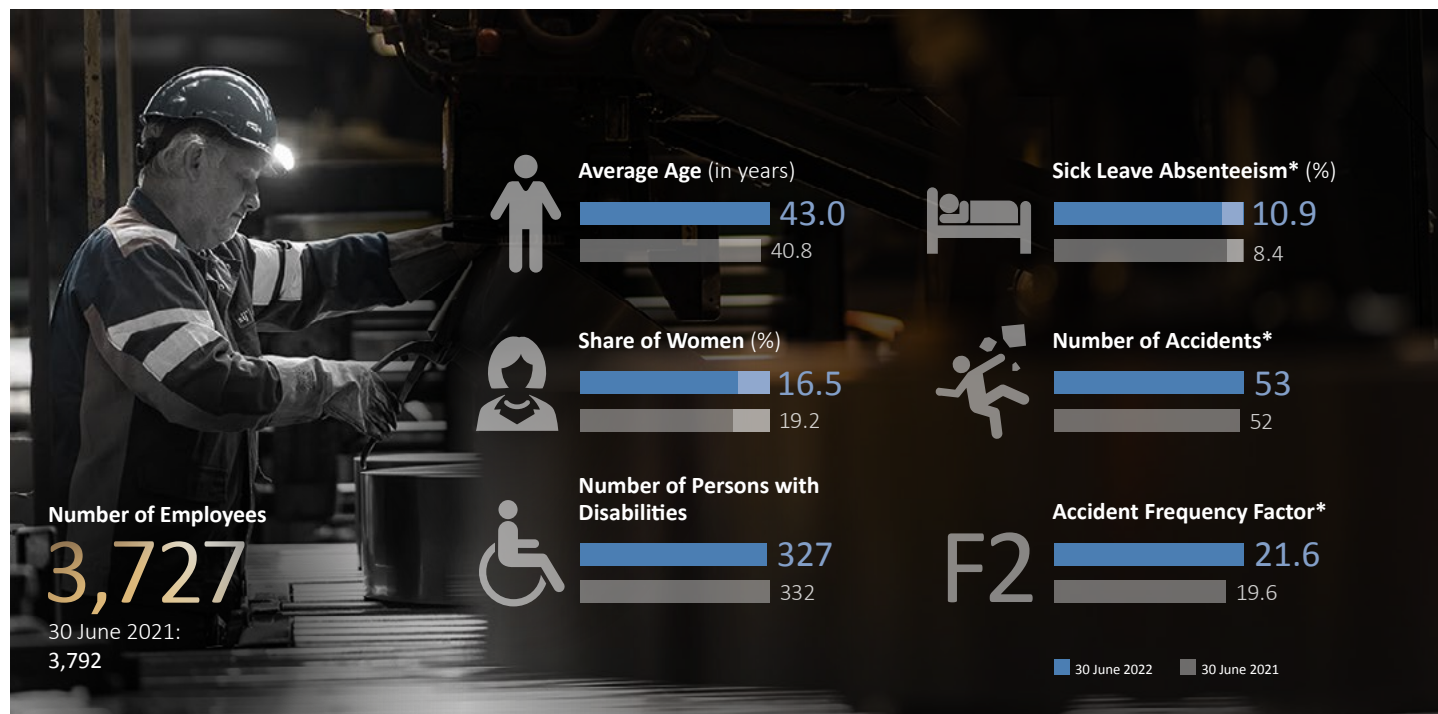 Average Age (in years)
43.0
40.8
Sick Leave Absenteeism* (%)
10.9
8.4
Share of Women (%)
16.5
19.2
Number of Accidents*
53
52
Number of Persons with
Disabilities
327
332
Accident Frequency Factor*
F2
21.6
19.6
Number of Employees
3,727
30 June 2021:
3,792
30 June 2022
30 June 2021